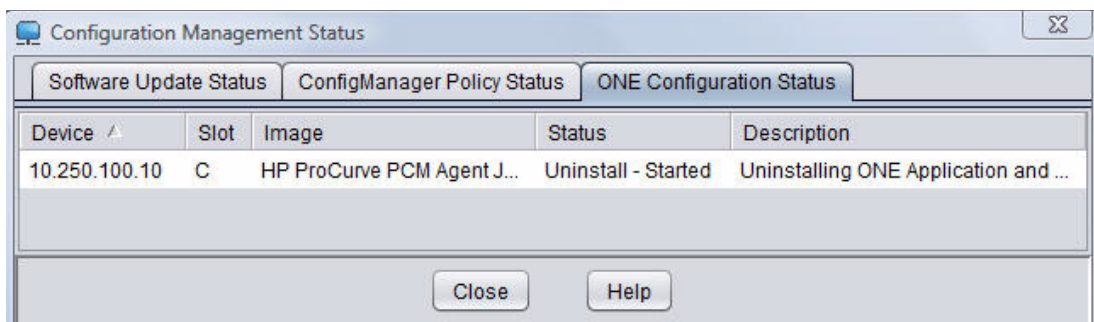 Configuration Management Status
Software Update Status ConfigManager Policy Status ONE Configuration Status
Device Slot Image Status Description
10.250.100.10 C HP ProCurve PCM Agent J... Uninstall - Started Uninstalling ONE Application and ...
Close Help